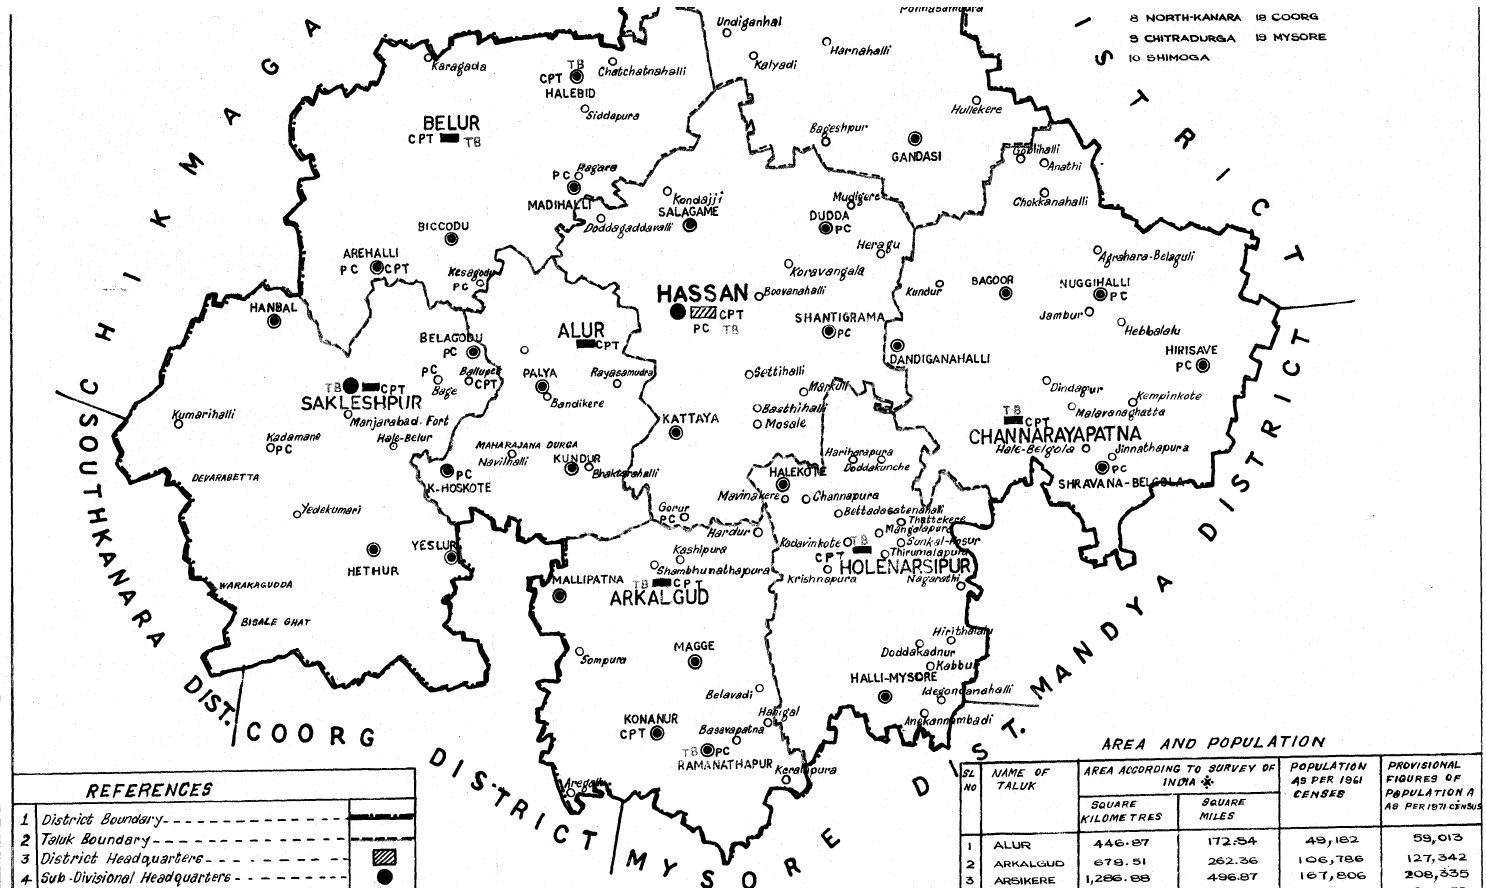 Undiganhal
Harnahalli
Kalyadi
8 NORTH-KANARA 18 COORG
9 CHITRADURGA 19 MYSORE
10 SHIMOGA
CHIKMAGA
ISTRICT
Karagada
TB
CPT
HALEBID
Chatchatnahalli
Siddapura
Hullekere
BELUR
CPT TB
Bageshpur
GANDASI
Goblihalli
Anathi
Chokkanahalli
PC
Hagare
MADIHALLI
Kondajji
SALAGAME
Doddagaddavalli
Mudigere
DUDDA
PC
BICCODU
AREHALLI
PC CPT
Kesagodu
PC
Heragu
Koravangala
Boovanahalli
Kundur
BAGOOR
Agrahara-Belaguli
NUGGIHALLI
PC
Jambur
Hebbalalu
HANBAL
HASSAN
CPT
PC TB
SHANTIGRAMA
PC
DANDIGANAHALLI
HIRISAVE
PC
BELAGODU
PC
ALUR
CPT
PALYA
Rayasamudra
Bandikere
Ballupet
CPT
PC
Bage
TB CPT
SAKLESHPUR
Manjarabad. Fort
Kumarihalli
Kadamane
PC
Hale-Belur
DEVARABETTA
Settihalli
Markuli
Basthihalli
Mosale
KATTAYA
Dindagur
Malavanaghatta
Kempinkote
TB
CPT
CHANNARAYAPATNA
Hale-Belgola
Jinnathapura
PC
SHRAVANA-BELGOLA
MAHARAJANA DURGA
Navilhalli
KUNDUR
PC
K-HOSKOTE
Hariharapura
Doddakunche
HALEKOTE
Mavinakere
Channapura
Bettadasatenahalli
Thattekere
Mangalapura
Yedekumari
Gorur
PC
Hardur
Kadavinkote
TB
Sunkal-Hosur
CPT
Thirumalapura
HOLENARSIPUR
Krishnapura
Nagarathi
YESLUR
HETHUR
Kashipura
Shambhunathapura
MALLIPATNA
TB CPT
ARKALGUD
WARAKAGUDDA
BISALE GHAT
Sompura
MAGGE
Hirithalalu
Doddakadnur
Kabbur
HALLI-MYSORE
Idegondanahalli
Angkannambadi
Belavadi
Habigal
KONANUR
CPT
Basavapatna
TB PC
RAMANATHAPUR
Keralapura
SOUTHKANARA DIST.
COORG DISTRICT
MYSORE DIST.
MANDYA DISTRICT
REFERENCES
1 District Boundary
2 Taluk Boundary
3 District Headquarters
4 Sub-Divisional Headquarters
AREA AND POPULATION
SL NO NAME OF TALUK AREA ACCORDING TO SURVEY OF INDIA ※ POPULATION AS PER 1961 CENSES PROVISIONAL FIGURES OF POPULATION A AS PER 1971-CENSUS
SQUARE KILOMETRES SQUARE MILES
1 ALUR 446.87 172.54 49,182 59,013
2 ARKALGUD 678.51 262.36 106,786 127,342
3 ARSIKERE 1,286.88 496.87 167,806 208,335